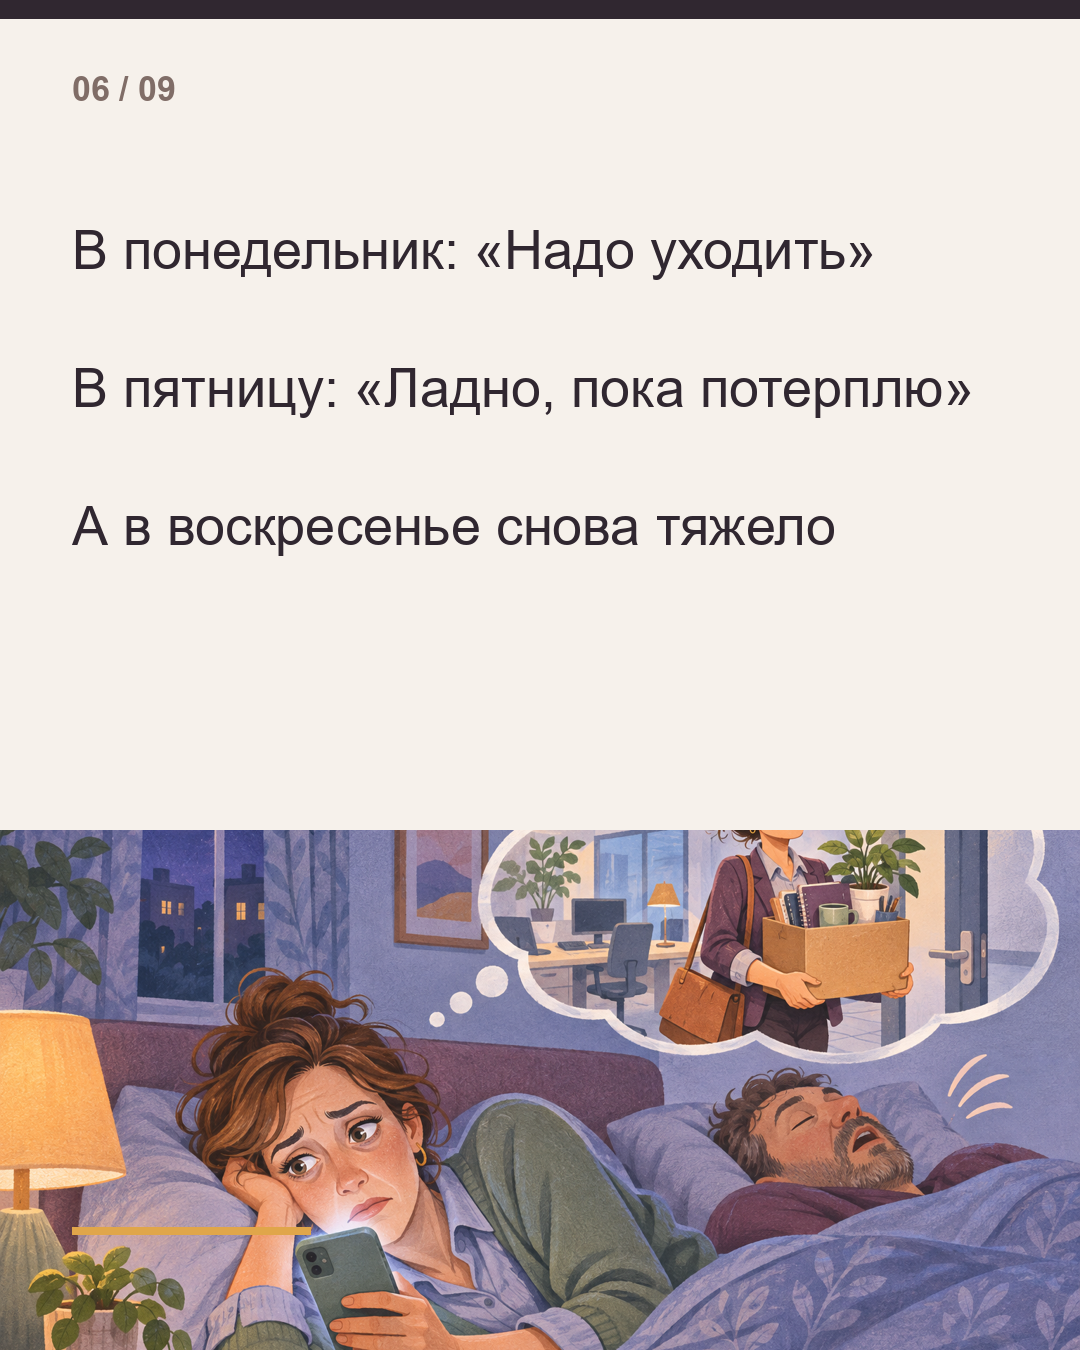 06 / 09
В понедельник: «Надо уходить»
В пятницу: «Ладно, пока потерплю»
А в воскресенье снова тяжело